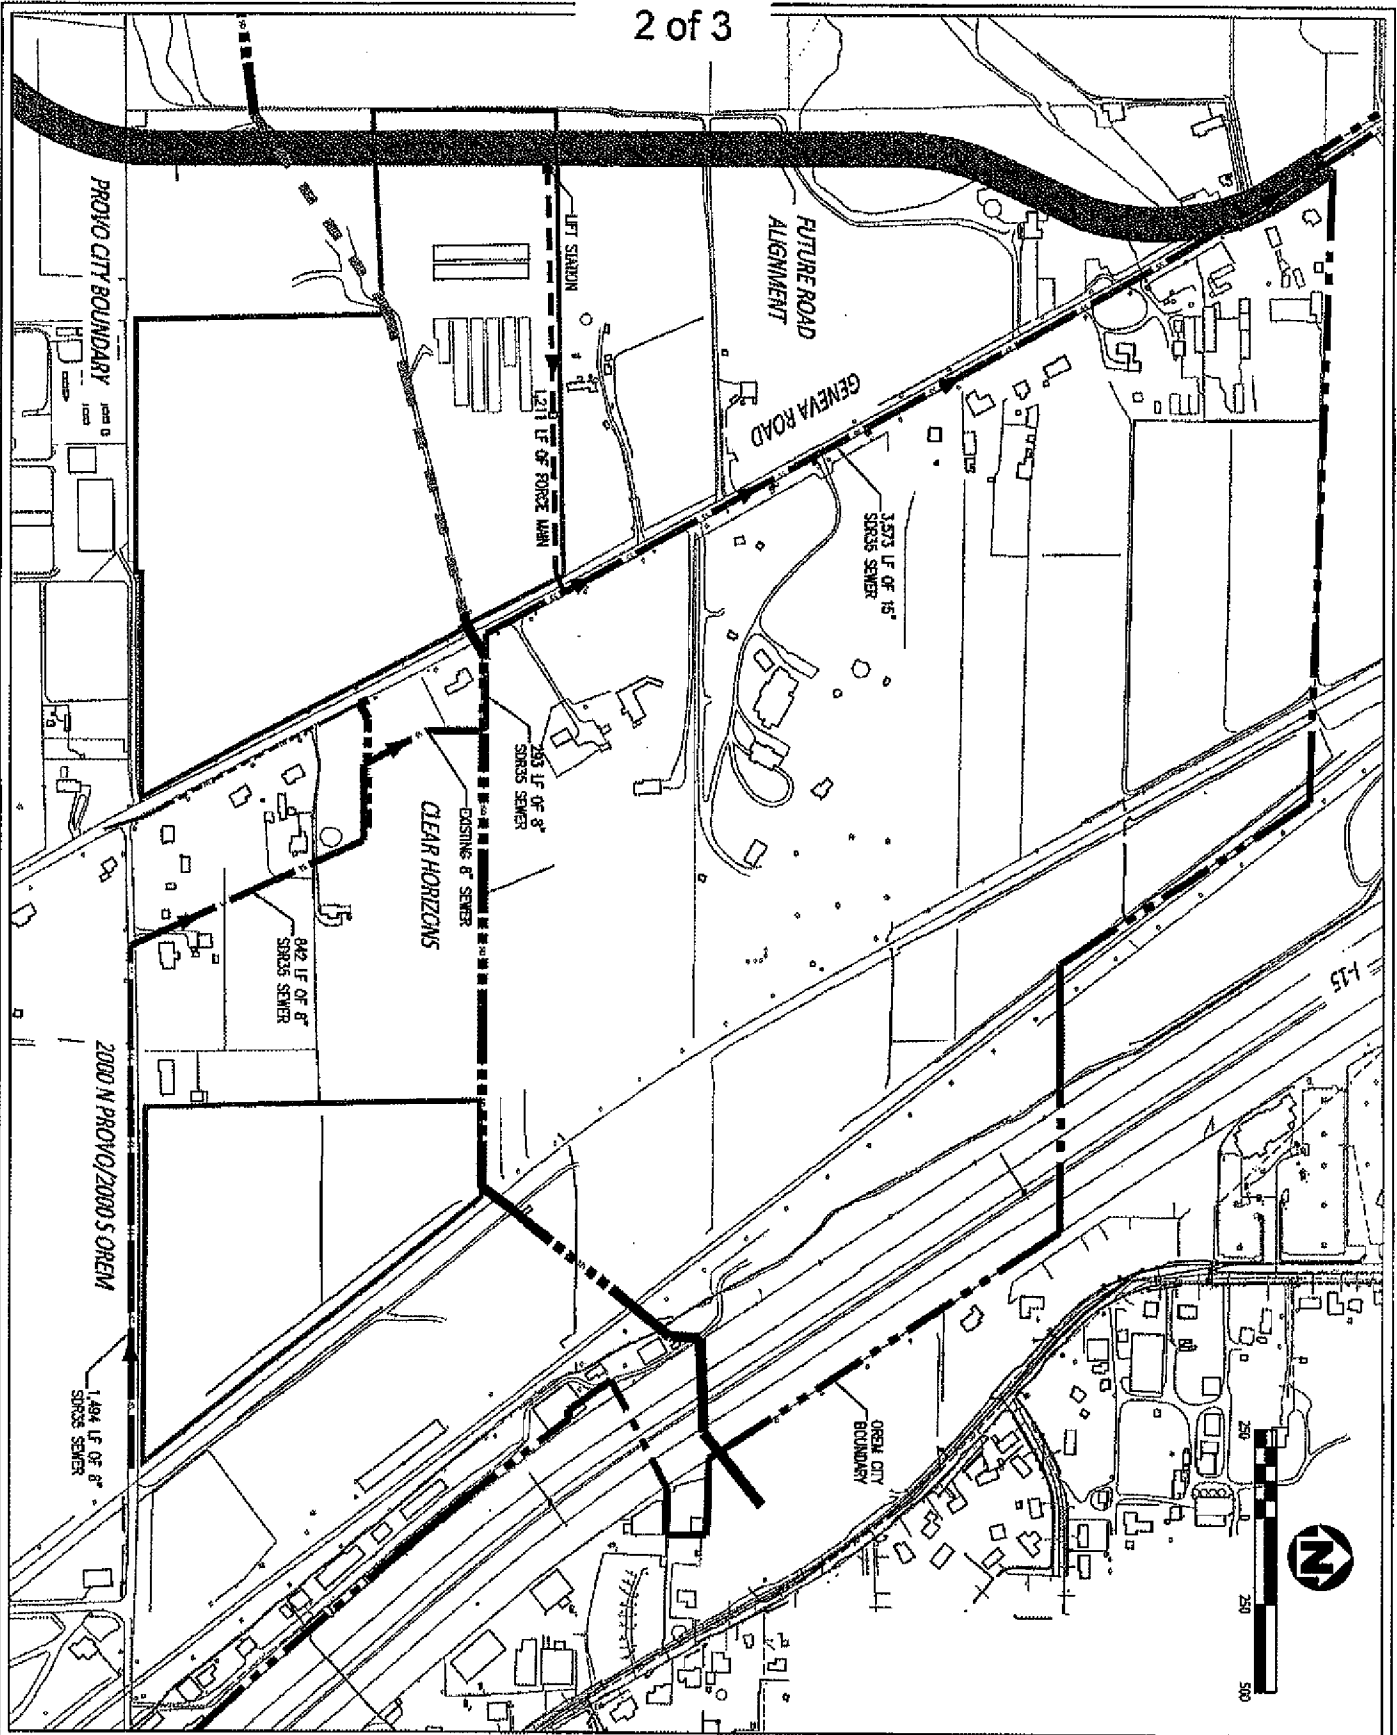 2 of 3
PROVO CITY BOUNDARY
LIFT STATION
FUTURE ROAD
ALIGNMENT
1,211 LF OF FORCE MAIN
GENEVA ROAD
3,573 LF OF 15"
SDR35 SEWER
293 LF OF 8"
SDR35 SEWER
EXISTING 8" SEWER
CLEAR HORIZONS
842 LF OF 8"
SDR35 SEWER
I-15
2000 N PROVO/2000 S OREM
1,494 LF OF 8"
SDR35 SEWER
OREM CITY
BOUNDARY
250
250
500
N